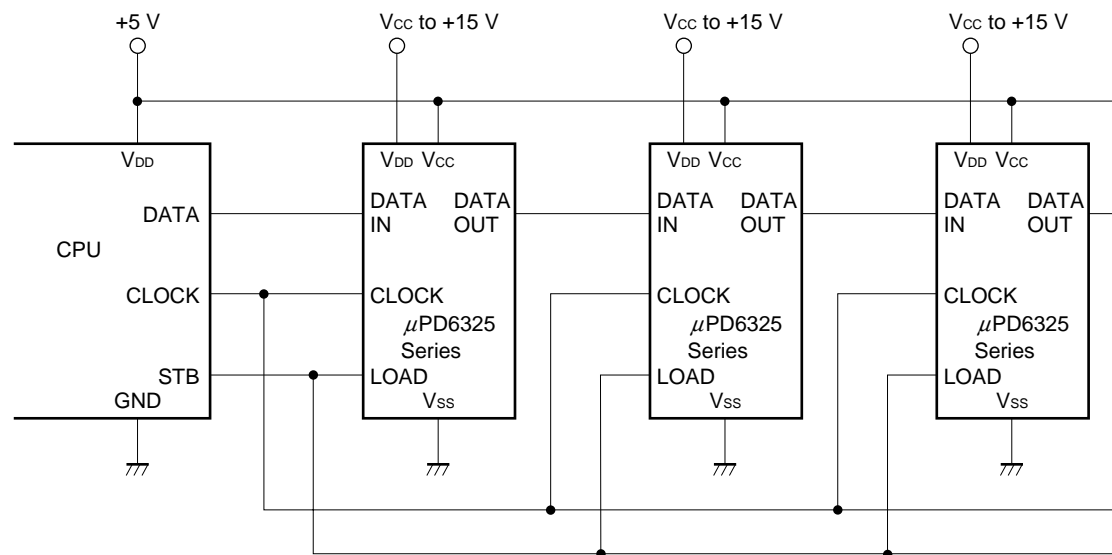 +5 V
VCC to +15 V
VCC to +15 V
VCC to +15 V
VDD
VDD VCC
VDD VCC
VDD VCC
DATA
DATA IN
DATA OUT
DATA IN
DATA OUT
DATA IN
DATA OUT
CPU
CLOCK
CLOCK
CLOCK
CLOCK
μPD6325
Series
μPD6325
Series
μPD6325
Series
STB
LOAD
LOAD
LOAD
GND
VSS
VSS
VSS